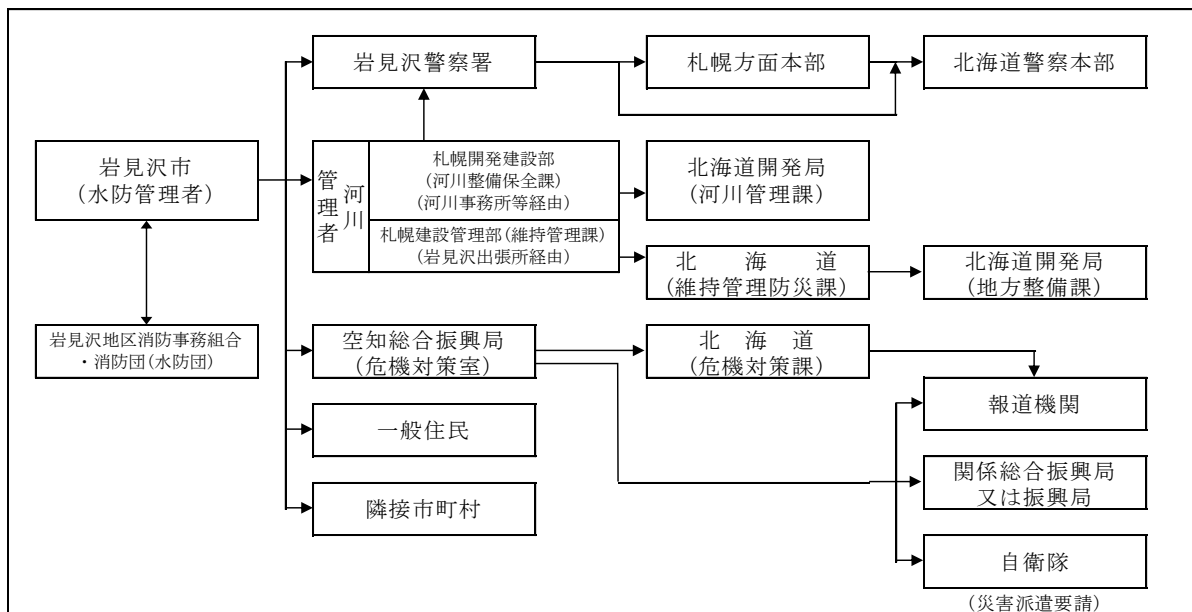 岩見沢警察署
札幌方面本部
北海道警察本部
岩見沢市
(水防管理者)
河川
管理者
札幌開発建設部
(河川整備保全課)
(河川事務所等経由)
北海道開発局
(河川管理課)
札幌建設管理部(維持管理課)
(岩見沢出張所経由)
北海道
(維持管理防災課)
北海道開発局
(地方整備課)
岩見沢地区消防事務組合
・消防団(水防団)
空知総合振興局
(危機対策室)
北海道
(危機対策課)
報道機関
一般住民
関係総合振興局
又は振興局
隣接市町村
自衛隊
(災害派遣要請)